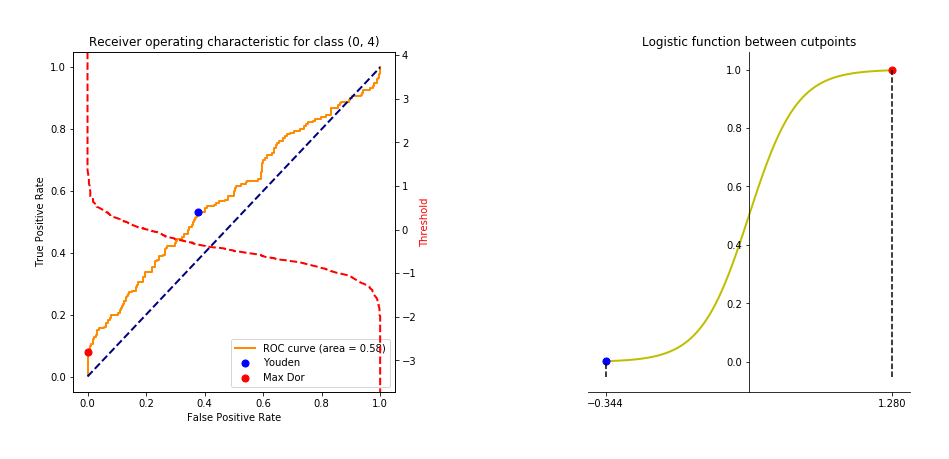 Receiver operating characteristic for class (0, 4)
1.0
0.8
0.6
0.4
0.2
0.0
True Positive Rate
0.0 0.2 0.4 0.6 0.8 1.0
False Positive Rate
4
3
2
1
0
−1
−2
−3
Threshold
ROC curve (area = 0.58)
Youden
Max Dor
Logistic function between cutpoints
1.0
0.8
0.6
0.4
0.2
0.0
−0.344 1.280